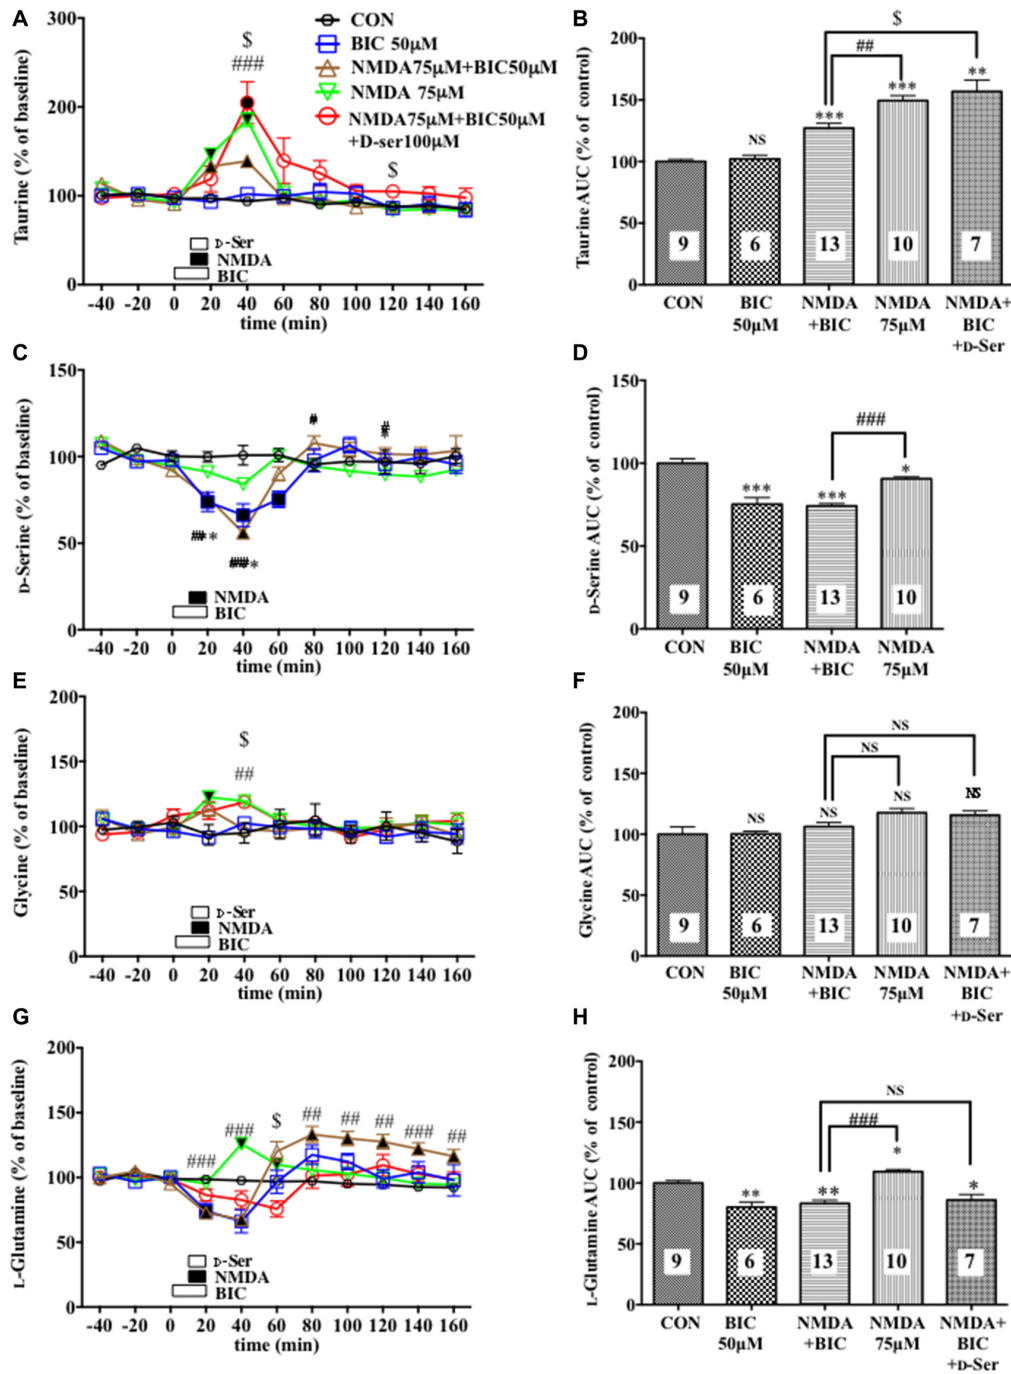 A
Taurine (% of baseline)
300
200
100
0
$
###
$
CON
BIC 50μM
NMDA75μM+BIC50μM
NMDA 75μM
NMDA75μM+BIC50μM
+D-ser100μM
D-Ser
NMDA
BIC
-40 -20 0 20 40 60 80 100 120 140 160
time (min)
B
Taurine AUC (% of control)
200
150
100
50
0
$
##
NS
***
***
**
9 6 13 10 7
CON
BIC 50μM
NMDA +BIC
NMDA 75μM
NMDA+ BIC +D-Ser
C
D-Serine (% of baseline)
150
100
50
0
#
#
*
##**
###*
NMDA
BIC
-40 -20 0 20 40 60 80 100 120 140 160
time (min)
D
D-Serine AUC (% of control)
150
100
50
0
###
***
***
*
9 6 13 10
CON
BIC 50μM
NMDA +BIC
NMDA 75μM
E
Glycine (% of baseline)
200
150
100
50
0
$
##
D-Ser
NMDA
BIC
-40 -20 0 20 40 60 80 100 120 140 160
time (min)
F
Glycine AUC (% of control)
200
150
100
50
0
NS
NS
NS NS NS NS
9 6 13 10 7
CON
BIC 50μM
NMDA +BIC
NMDA 75μM
NMDA+ BIC +D-Ser
G
L-Glutamine (% of baseline)
200
150
100
50
0
### ### $ ## ## ## ### ##
D-Ser
NMDA
BIC
-40 -20 0 20 40 60 80 100 120 140 160
time (min)
H
L-Glutamine AUC (% of control)
200
150
100
50
0
NS
###
**
**
*
*
9 6 13 10 7
CON
BIC 50μM
NMDA +BIC
NMDA 75μM
NMDA+ BIC +D-Ser